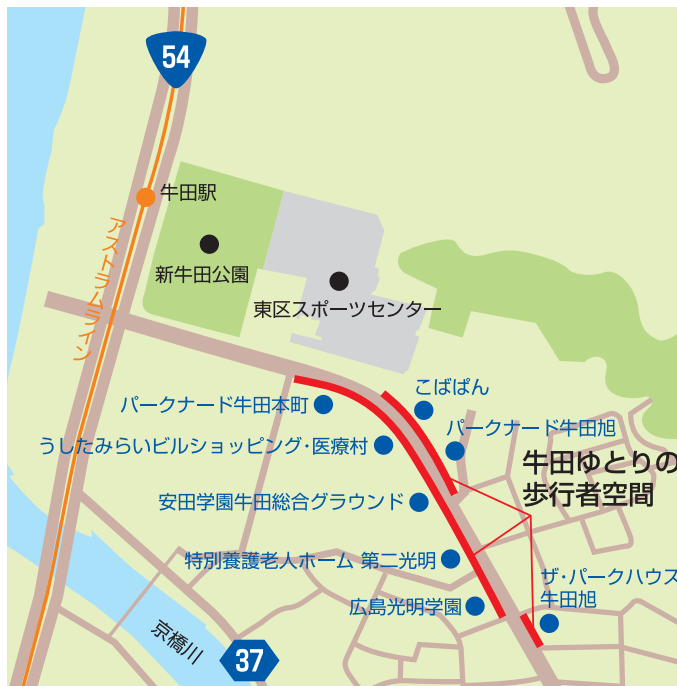 54
牛田駅
アストラムライン
新牛田公園
東区スポーツセンター
こばぱん
パークナード牛田本町
パークナード牛田旭
うしたみらいビルショッピング・医療村
牛田ゆとりの
歩行者空間
安田学園牛田総合グラウンド
特別養護老人ホーム 第二光明
ザ・パークハウス
牛田旭
広島光明学園
京橋川
37